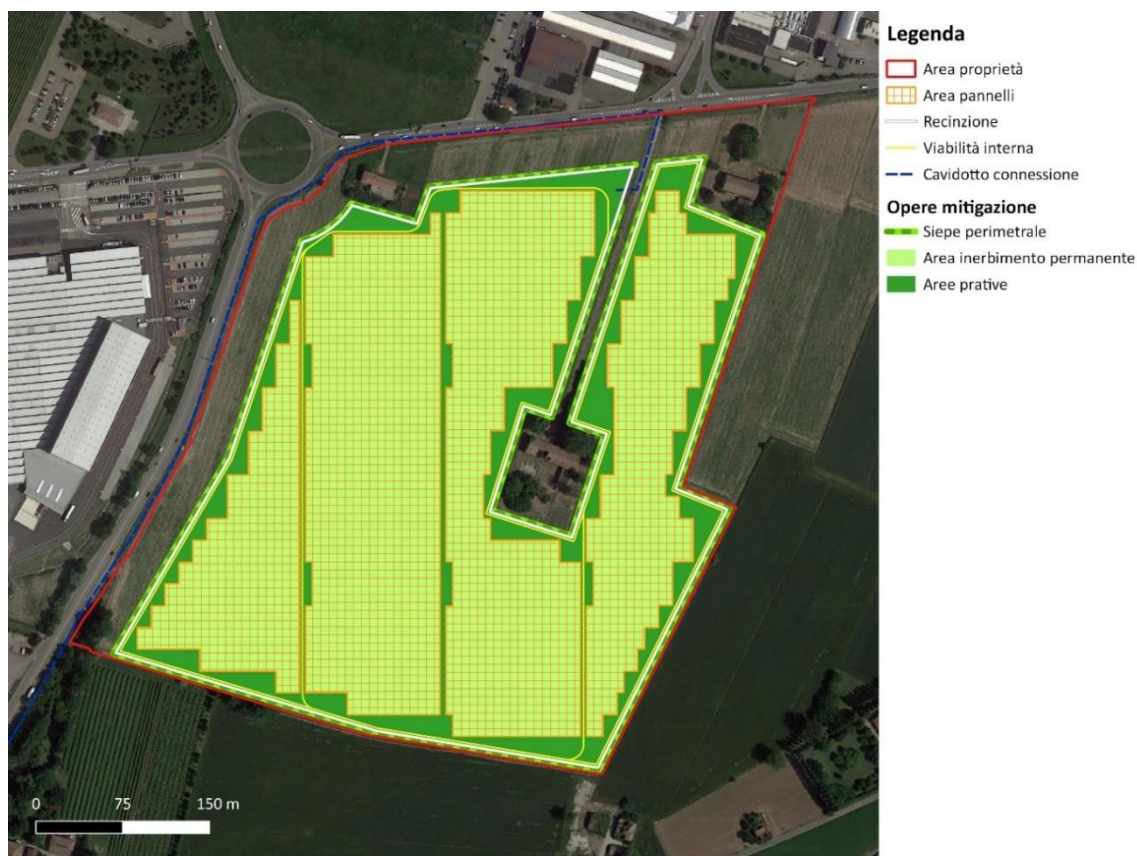 Legenda
Area proprietà
Area pannelli
Recinzione
Viabilità interna
Cavidotto connessione
Opere mitigazione
Siepe perimetrale
Area inerbimento permanente
Aree prative
0 75 150 m